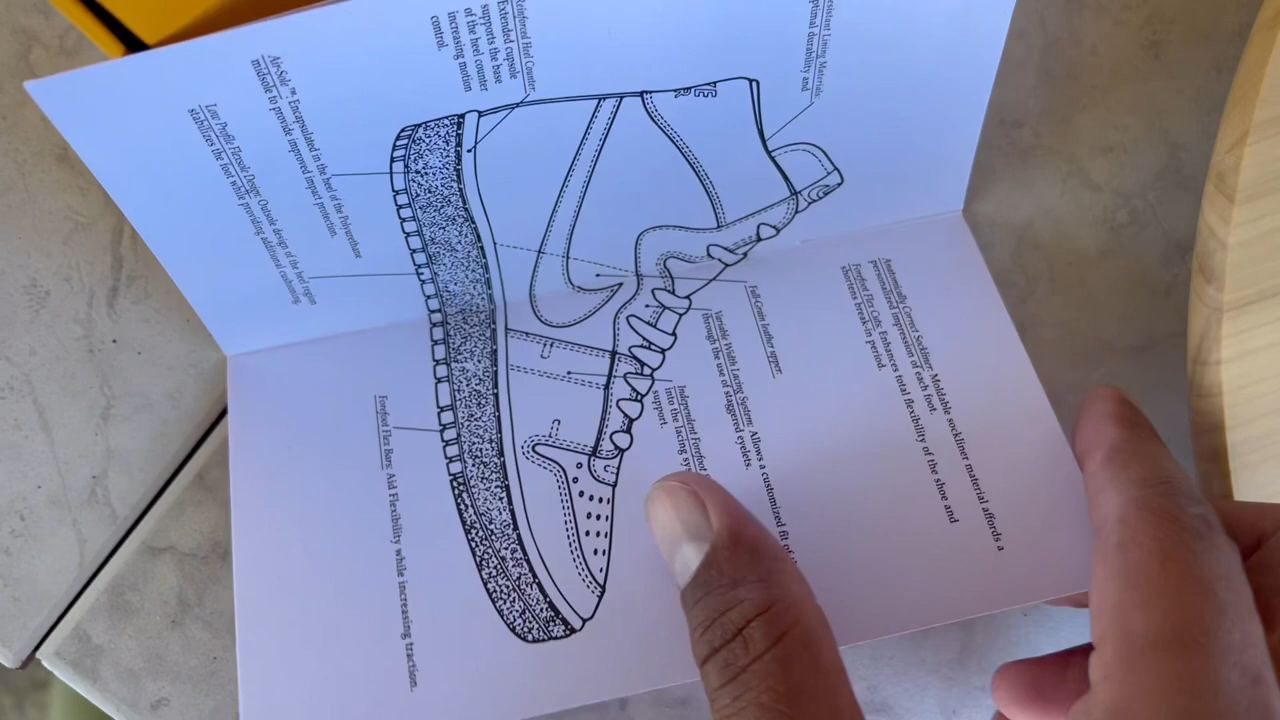 Reinforced Heel Counter:
Extended cupsole
supports the base
of the heel counter
increasing motion
control.
Air-Sole™: Encapsulated in the heel of the Polyurethane
midsole to provide improved impact protection.
Low Profile Flexsole Design: Outsole design of the heel region
stabilizes the foot while providing additional cushioning.
Lining Materials:
durability and
Anatomically Correct Sockliner: Moldable sockliner material affords a
personalized impression of each foot.
Forefoot Flex Cuts: Enhances total flexibility of the shoe and
shortens break-in period.
Full-Grain leather upper:
Variable Width Lacing System: Allows a customized fit of
through the use of staggered eyelets.
Independent Forefoot
into the lacing
support.
Forefoot Flex Bars: Aid Flexibility while increasing traction.